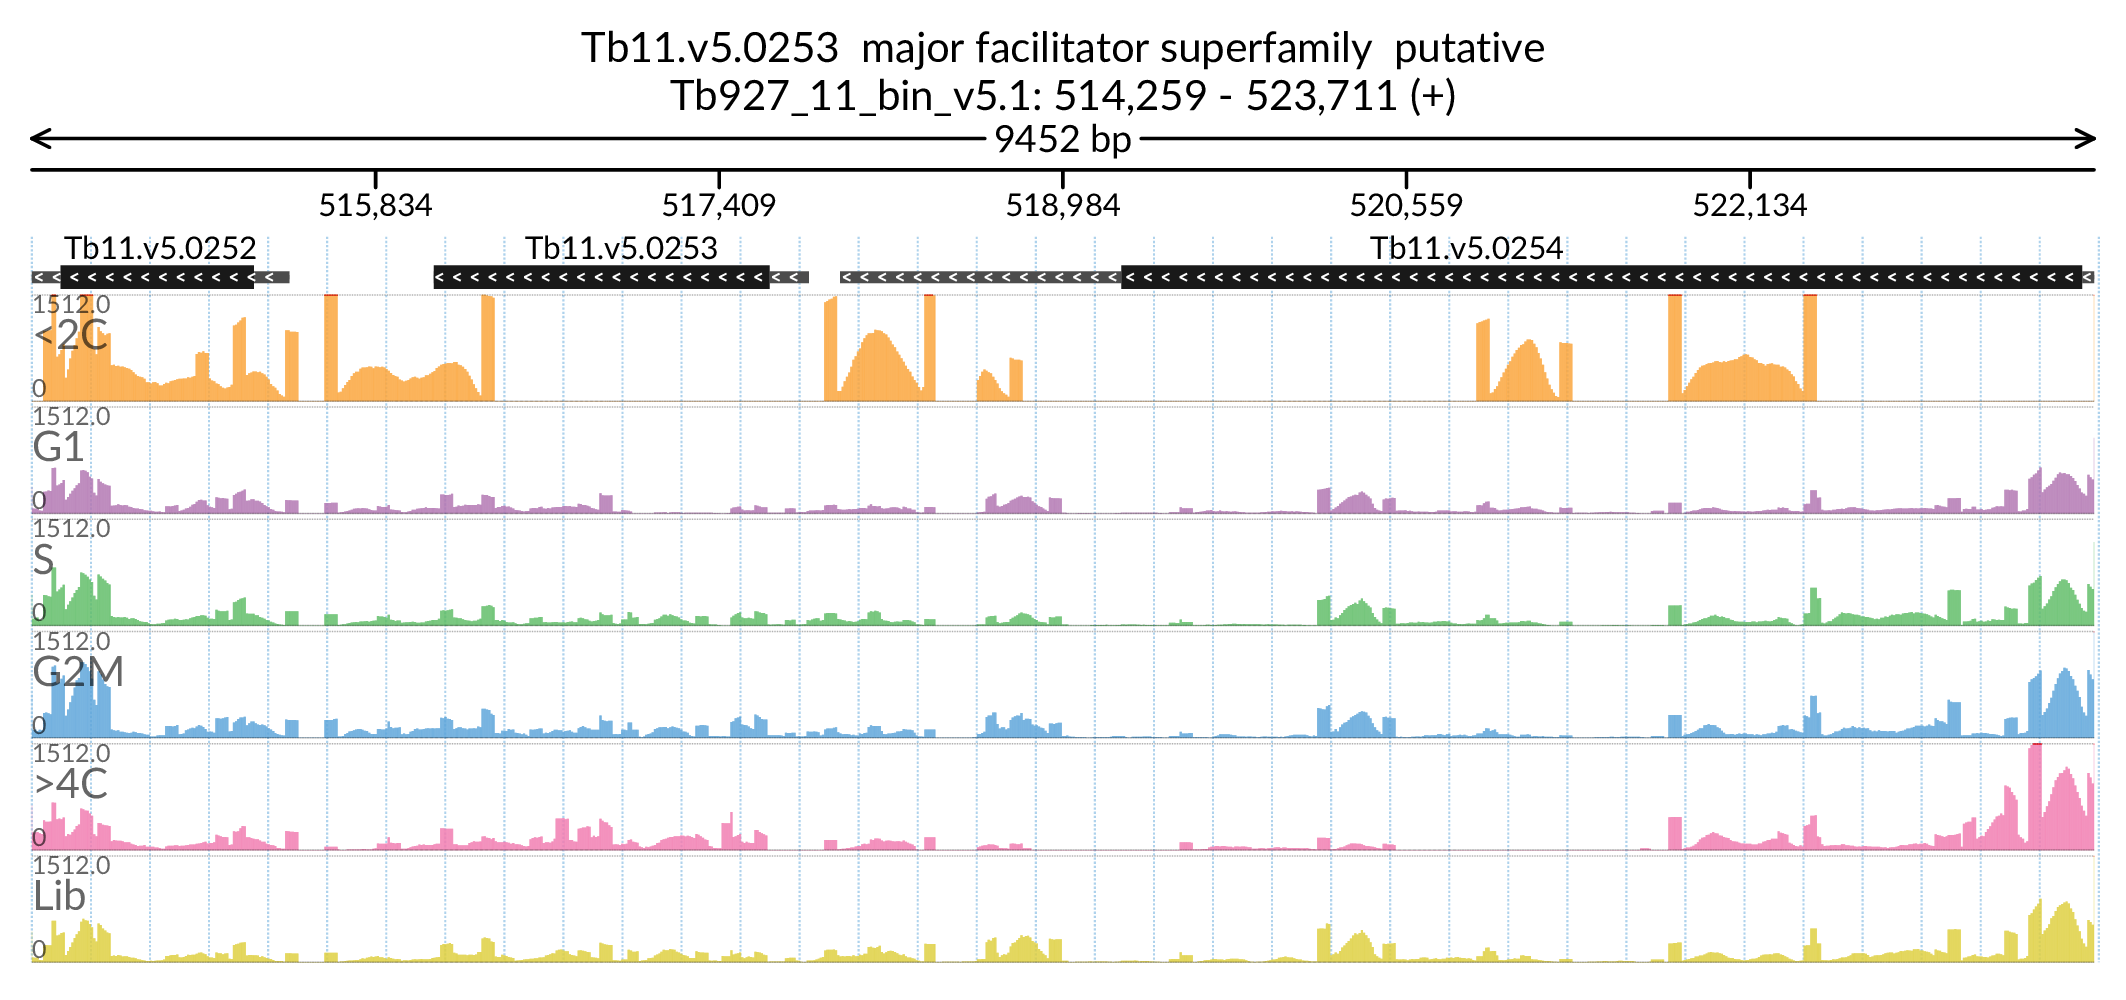 Tb11.v5.0253  major facilitator superfamily  putative
Tb927_11_bin_v5.1: 514,259 - 523,711 (+)
9452 bp
515,834 517,409 518,984 520,559 522,134
Tb11.v5.0252 Tb11.v5.0253 Tb11.v5.0254
1512.0
<2C
0
1512.0
G1
0
1512.0
S
0
1512.0
G2M
0
1512.0
>4C
0
1512.0
Lib
0